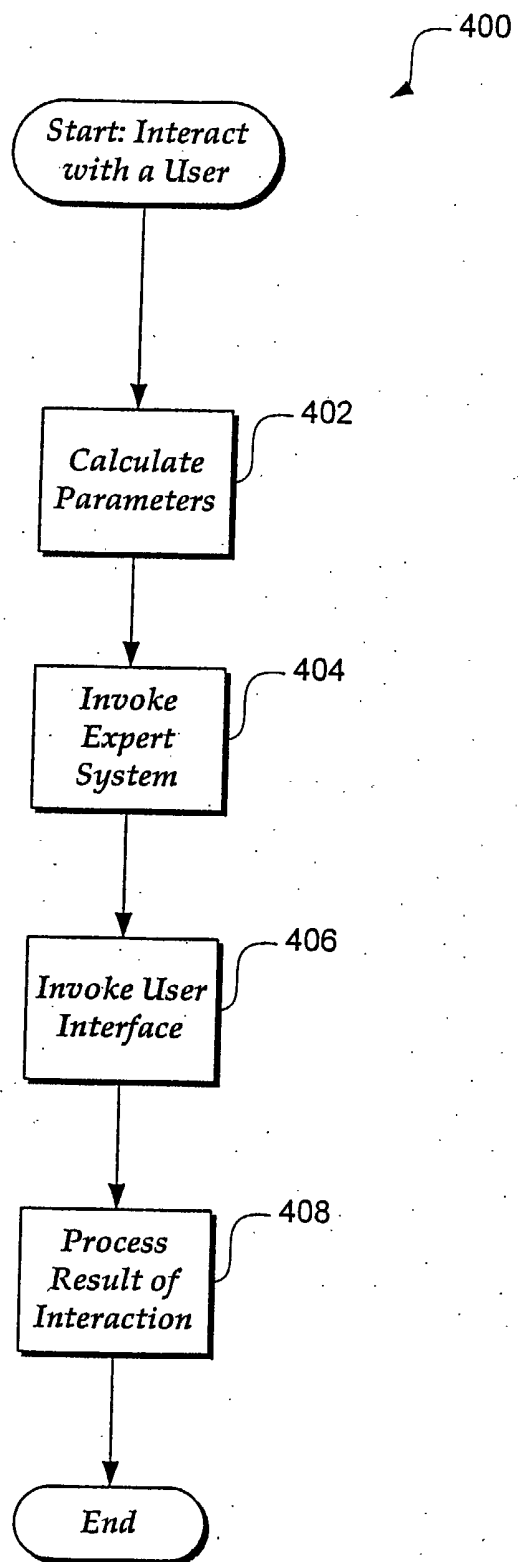 400
Start: Interact
with a User
402
Calculate
Parameters
404
Invoke
Expert
System
406
Invoke User
Interface
408
Process
Result of
Interaction
End